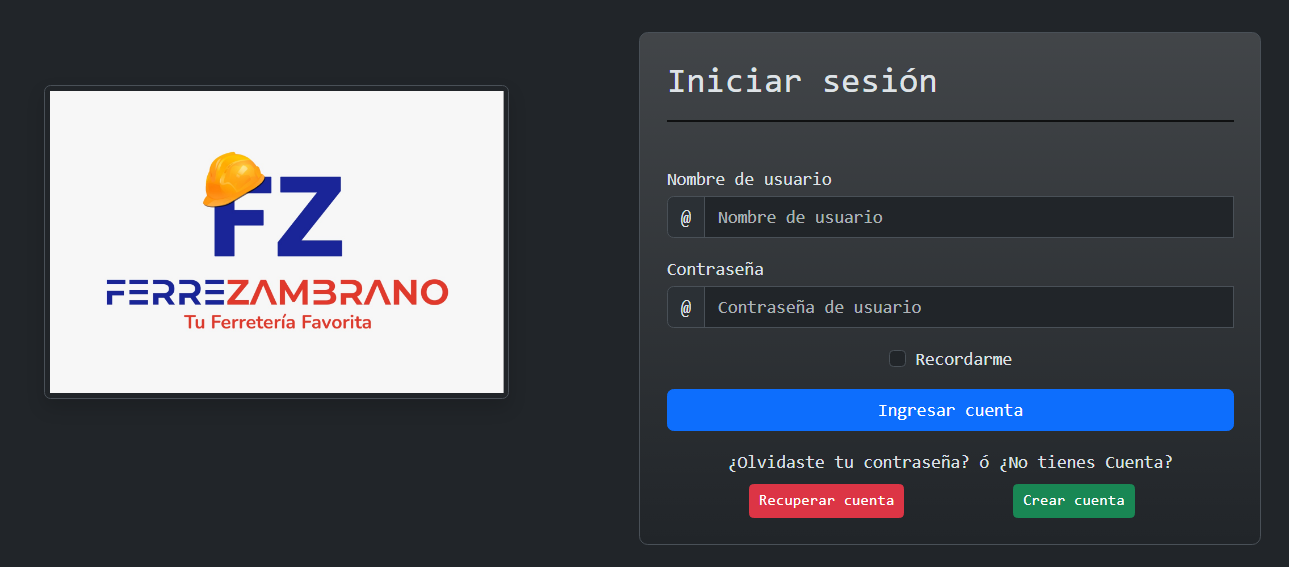 FZ
FERREZAMBRANO
Tu Ferretería Favorita
Iniciar sesión
Nombre de usuario
@ Nombre de usuario
Contraseña
@ Contraseña de usuario
Recordarme
Ingresar cuenta
¿Olvidaste tu contraseña? ó ¿No tienes Cuenta?
Recuperar cuenta Crear cuenta